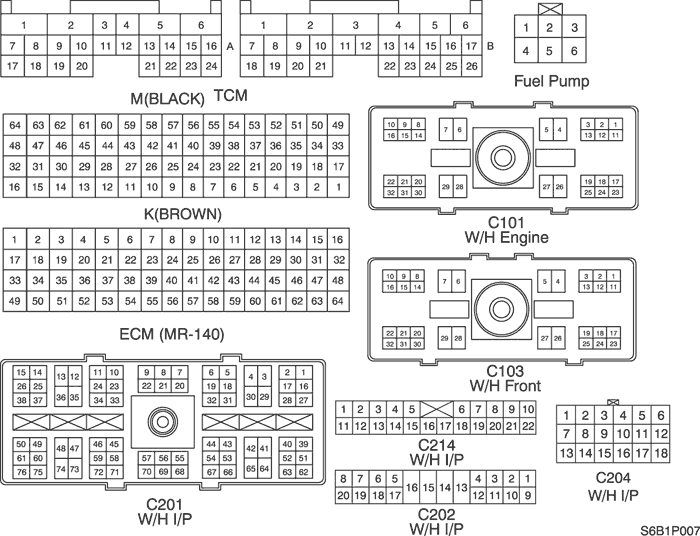 1 2 3 4 5 6
7 8 9 10 11 12 13 14 15 16 A
17 18 19 20 21 22 23 24
1 2 3 4 5 6
7 8 9 10 11 12 13 14 15 16 17 B
18 19 20 21 22 23 24 25 26
TCM
1 2 3
4 5 6
Fuel Pump
M(BLACK)
64 63 62 61 60 59 58 57 56 55 54 53 52 51 50 49
48 47 46 45 44 43 42 41 40 39 38 37 36 35 34 33
32 31 30 29 28 27 26 25 24 23 22 21 20 19 18 17
16 15 14 13 12 11 10 9 8 7 6 5 4 3 2 1
K(BROWN)
1 2 3 4 5 6 7 8 9 10 11 12 13 14 15 16
17 18 19 20 21 22 23 24 25 26 27 28 29 30 31 32
33 34 35 36 37 38 39 40 41 42 43 44 45 46 47 48
49 50 51 52 53 54 55 56 57 58 59 60 61 62 63 64
ECM (MR-140)
10 9 8 7 6 5 4 3 2 1
16 15 14 13 12 11
22 21 20 29 28 27 26 19 18 17
32 31 30 25 24 23
C101
W/H Engine
10 9 8 7 6 5 4 3 2 1
16 15 14 13 12 11
22 21 20 29 28 27 26 19 18 17
32 31 30 25 24 23
C103
W/H Front
15 14 13 12 11 10 9 8 7 6 5 4 3 2 1
26 25 24 23 22 21 20 19 18 17 16
38 37 36 35 34 33 32 31 30 29 28 27
50 49 48 47 46 45 57 56 55 44 43 42 41 40 39
61 60 59 58 54 53 52 51
76 75 74 73 72 71 70 69 68 67 66 65 64 63 62
C201
W/H I/P
1 2 3 4 5 6 7 8 9 10
11 12 13 14 15 16 17 18 19 20 21 22
C214
W/H I/P
8 7 6 5 16 15 14 13 4 3 2 1
20 19 18 17 12 11 10 9
C202
W/H I/P
1 2 3 4 5 6
7 8 9 10 11 12
13 14 15 16 17 18
C204
W/H I/P
S6B1P007